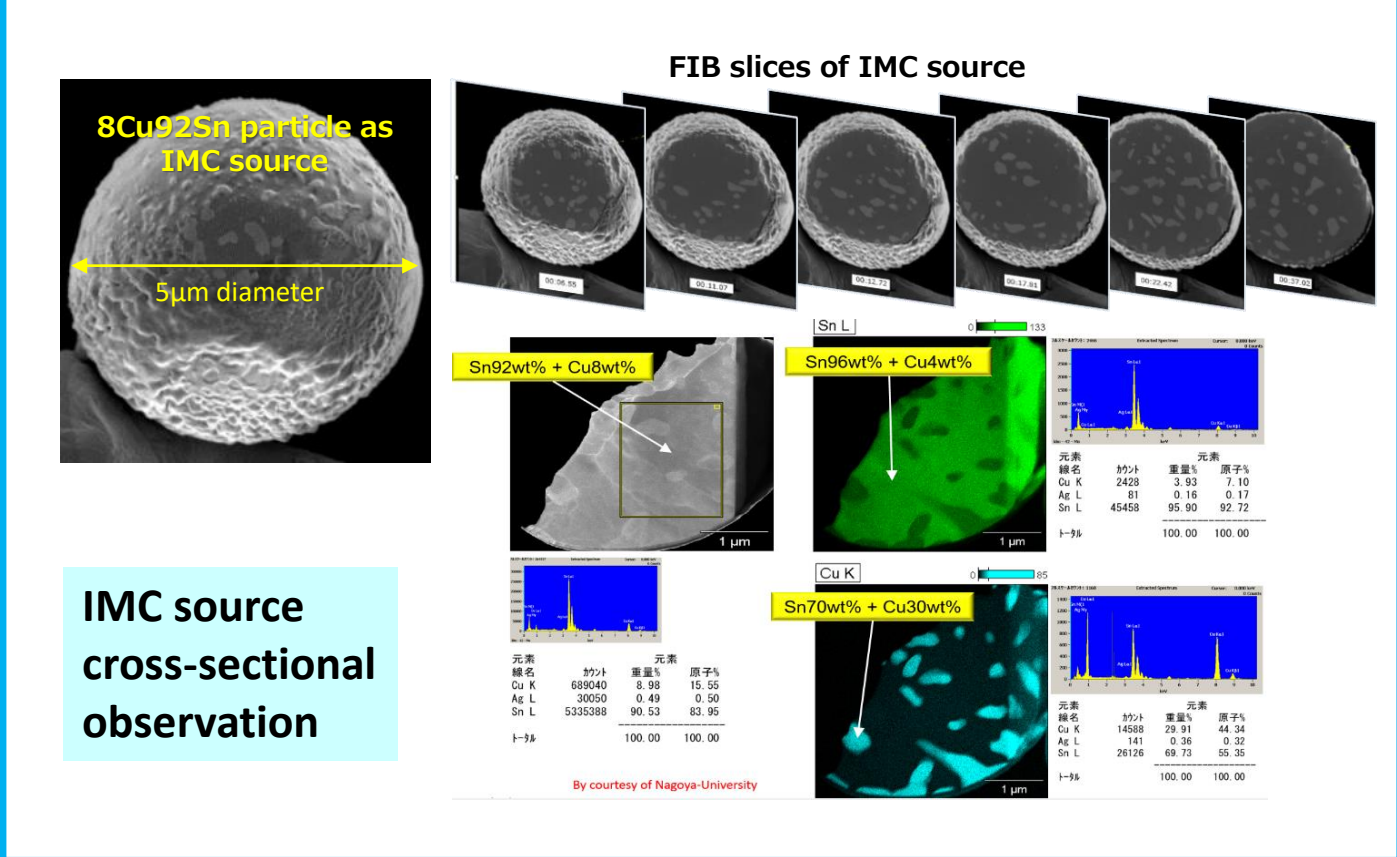 FIB slices of IMC source
8Cu92Sn particle as
IMC source
5μm diameter
00:06.55
00:11.07
00:12.72
00:17.81
00:22.42
00:37.02
Sn92wt% + Cu8wt%
1 μm
Sn L
0 133
Sn96wt% + Cu4wt%
1 μm
元素 元素
線名 ｶｳﾝﾄ 重量% 原子%
Cu K 2428 3.93 7.10
Ag L 81 0.16 0.17
Sn L 45458 95.90 92.72
ﾄｰﾀﾙ 100.00 100.00
IMC source
cross-sectional
observation
元素 元素
線名 ｶｳﾝﾄ 重量% 原子%
Cu K 689040 8.98 15.55
Ag L 30050 0.49 0.50
Sn L 5335388 90.53 83.95
ﾄｰﾀﾙ 100.00 100.00
By courtesy of Nagoya-University
Cu K
0 85
Sn70wt% + Cu30wt%
1 μm
元素 元素
線名 ｶｳﾝﾄ 重量% 原子%
Cu K 14588 29.91 44.34
Ag L 141 0.36 0.32
Sn L 26126 69.73 55.35
ﾄｰﾀﾙ 100.00 100.00